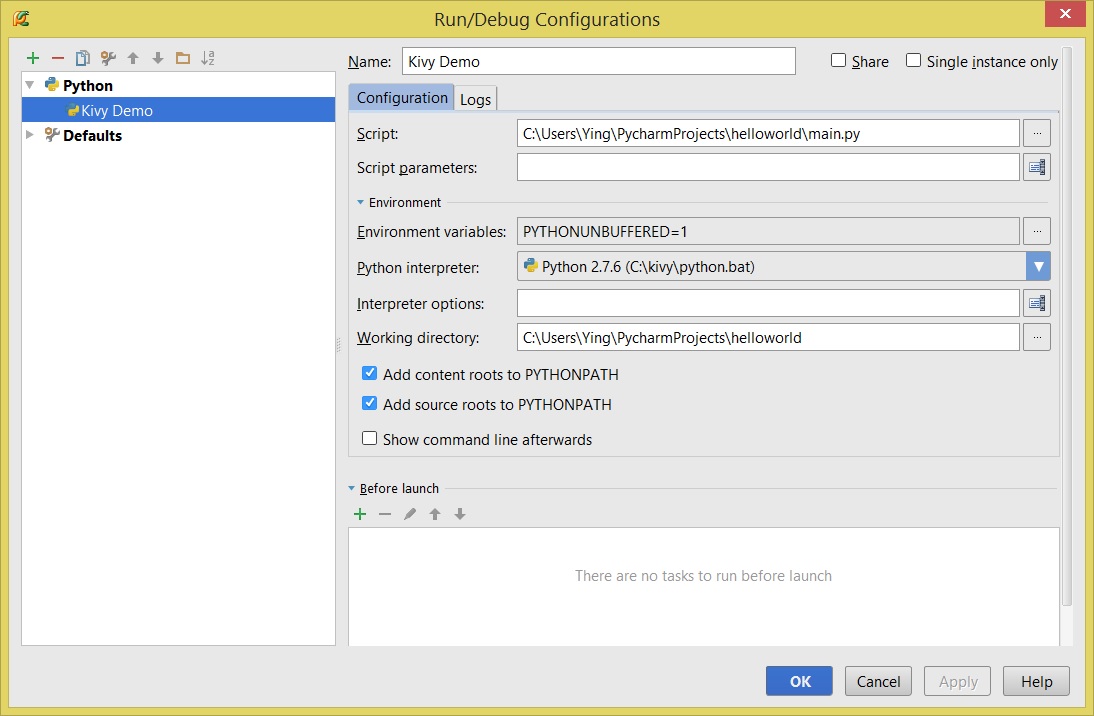 Run/Debug Configurations
Python
Kivy Demo
Defaults
Name: Kivy Demo
Share
Single instance only
Configuration
Logs
Script: C:\Users\Ying\PycharmProjects\helloworld\main.py ...
Script parameters:
Environment
Environment variables: PYTHONUNBUFFERED=1 ...
Python interpreter: Python 2.7.6 (C:\kivy\python.bat)
Interpreter options:
Working directory: C:\Users\Ying\PycharmProjects\helloworld ...
Add content roots to PYTHONPATH
Add source roots to PYTHONPATH
Show command line afterwards
Before launch
There are no tasks to run before launch
OK Cancel Apply Help